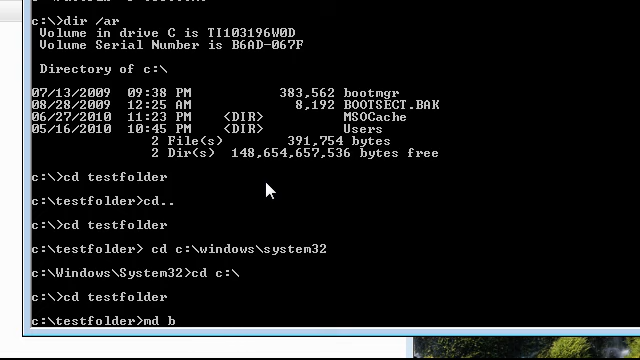 c:\>dir /ar
Volume in drive C is TI103196W0D
Volume Serial Number is B6AD-067F
Directory of c:\
07/13/2009 09:38 PM 383,562 bootmgr
08/28/2009 12:25 AM 8,192 BOOTSECT.BAK
06/27/2010 11:23 PM <DIR> MSOCache
05/16/2010 10:45 PM <DIR> Users
2 File(s) 391,754 bytes
2 Dir(s) 148,654,657,536 bytes free
c:\>cd testfolder
c:\testfolder>cd..
c:\>cd testfolder
c:\testfolder> cd c:\windows\system32
c:\Windows\System32>cd c:\
c:\>cd testfolder
c:\testfolder>md b